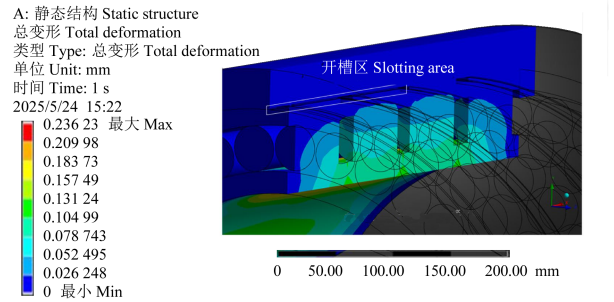 A: 静态结构 Static structure
总变形 Total deformation
类型 Type: 总变形 Total deformation
单位 Unit: mm
时间 Time: 1 s
2025/5/24 15:22
0.236 23 最大 Max
0.209 98
0.183 73
0.157 49
0.131 24
0.104 99
0.078 743
0.052 495
0.026 248
0 最小 Min
开槽区 Slotting area
0 50.00 100.00 150.00 200.00 mm